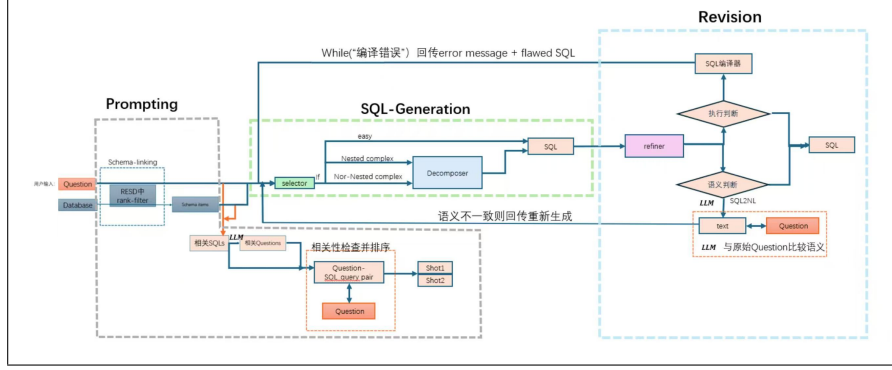 Revision
While(“编译错误”）回传error message + flawed SQL
SQL编译器
Prompting
SQL-Generation
执行判断
easy
SQL
refiner
SQL
Schema-linking
Nested complex
Decomposer
用户输入
Question
selector
if
Nor-Nested complex
语义判断
RESD中
rank-filter
Database
Schema items
LLM
SQL2NL
语义不一致则回传重新生成
text
Question
LLM
相关SQLs
相关Questions
相关性检查并排序
LLM 与原始Question比较语义
Question-
SQL query pair
Shot1
Shot2
Question